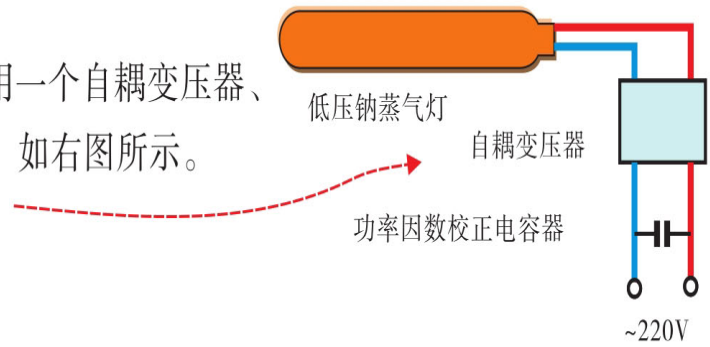 用一个自耦变压器、
如右图所示。
低压钠蒸气灯
自耦变压器
功率因数校正电容器
~220V